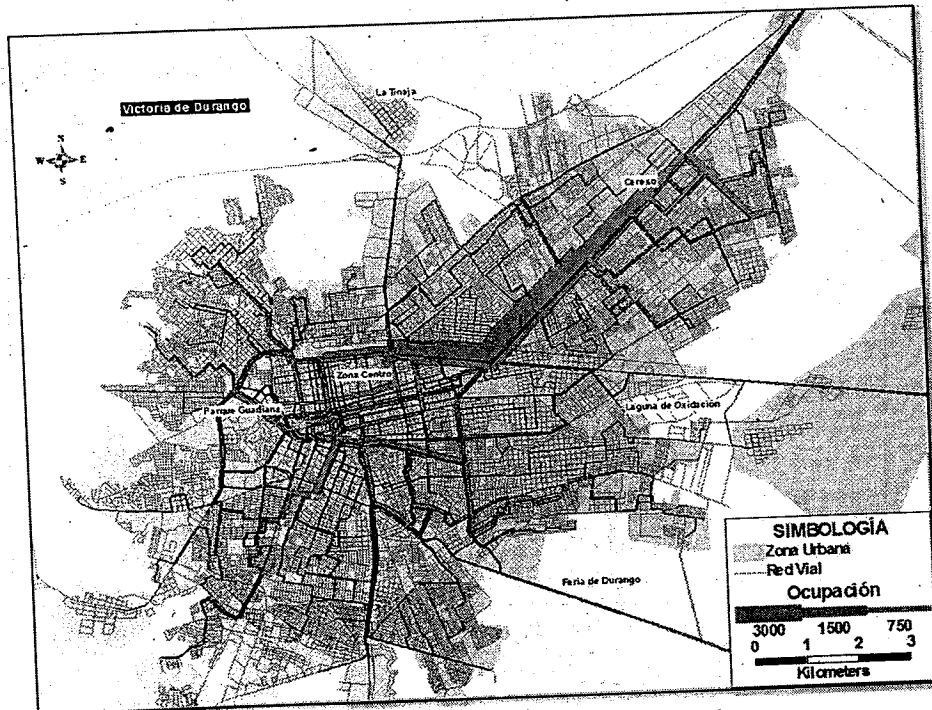 Victoria de Durango
La Tinaja
N
W E
S
Cereso
Zona Centro
Parque Guadiana
Laguna de Oxidación
Feria de Durango
SIMBOLOGÍA
Zona Urbana
Red Vial
Ocupación
3000 1500 750
0 1 2 3
Kilometers